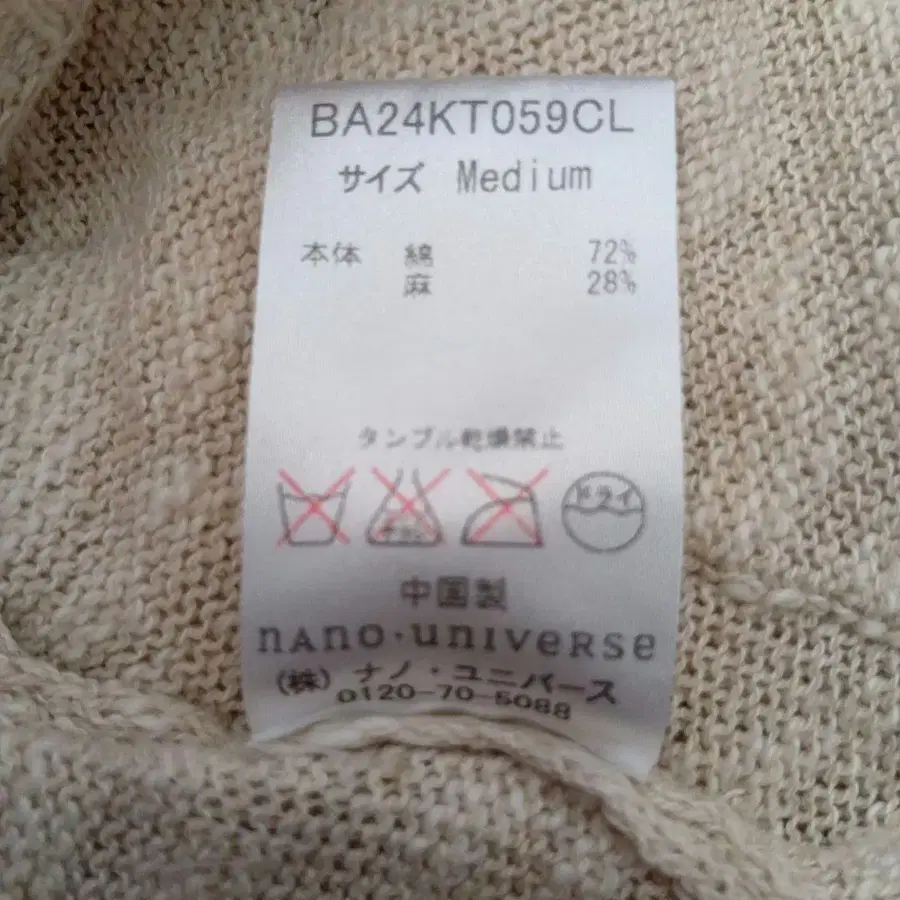 BA24KT059CL
サイズ Medium
本体 綿 72%
麻 28%
タンブル乾燥禁止
ドライ
中国製
nano・universe
(株) ナノ・ユニバース
0120-70-5088